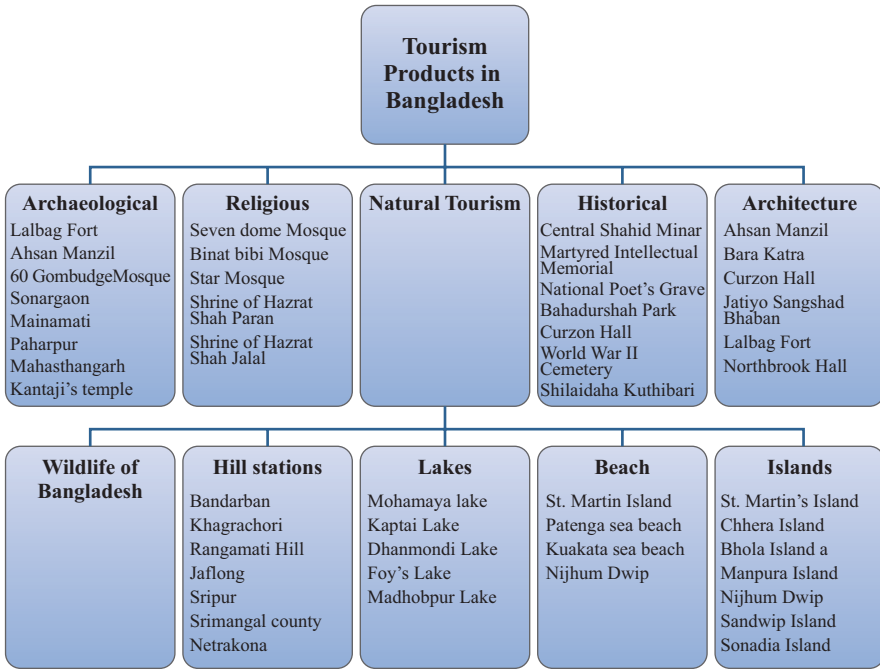 Tourism
Products in
Bangladesh
Archaeological
Lalbag Fort
Ahsan Manzil
60 GombudgeMosque
Sonargaon
Mainamati
Paharpur
Mahasthangarh
Kantaji's temple
Religious
Seven dome Mosque
Binat bibi Mosque
Star Mosque
Shrine of Hazrat
Shah Paran
Shrine of Hazrat
Shah Jalal
Natural Tourism
Historical
Central Shahid Minar
Martyred Intellectual
Memorial
National Poet's Grave
Bahadurshah Park
Curzon Hall
World War II
Cemetery
Shilaidaha Kuthibari
Architecture
Ahsan Manzil
Bara Katra
Curzon Hall
Jatiyo Sangshad
Bhaban
Lalbag Fort
Northbrook Hall
Wildlife of
Bangladesh
Hill stations
Bandarban
Khagrachori
Rangamati Hill
Jaflong
Sripur
Srimangal county
Netrakona
Lakes
Mohamaya lake
Kaptai Lake
Dhanmondi Lake
Foy's Lake
Madhobpur Lake
Beach
St. Martin Island
Patenga sea beach
Kuakata sea beach
Nijhum Dwip
Islands
St. Martin's Island
Chhera Island
Bhola Island a
Manpura Island
Nijhum Dwip
Sandwip Island
Sonadia Island